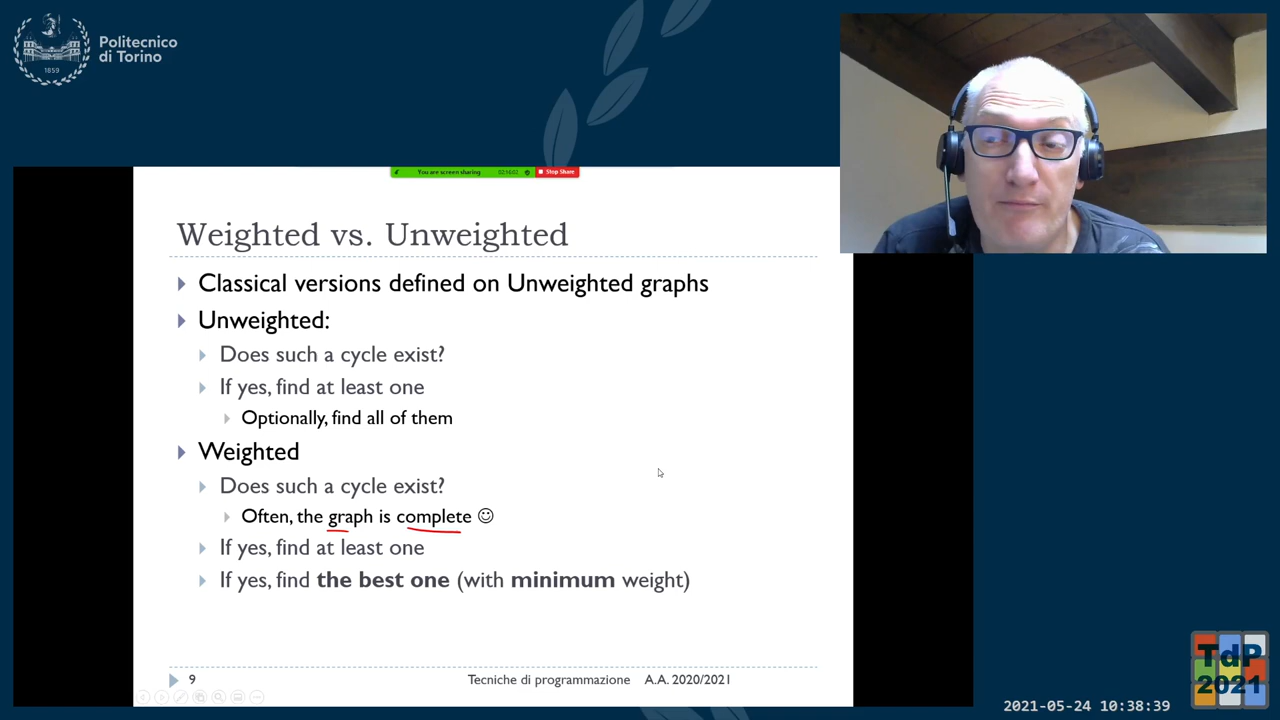 Politecnico
di Torino
1859
You are screen sharing 02:16:02 Stop Share
Weighted vs. Unweighted
Classical versions defined on Unweighted graphs
Unweighted:
Does such a cycle exist?
If yes, find at least one
Optionally, find all of them
Weighted
Does such a cycle exist?
Often, the graph is complete ☺
If yes, find at least one
If yes, find the best one (with minimum weight)
9 Tecniche di programmazione A.A. 2020/2021
TdP
2021
2021-05-24 10:38:39